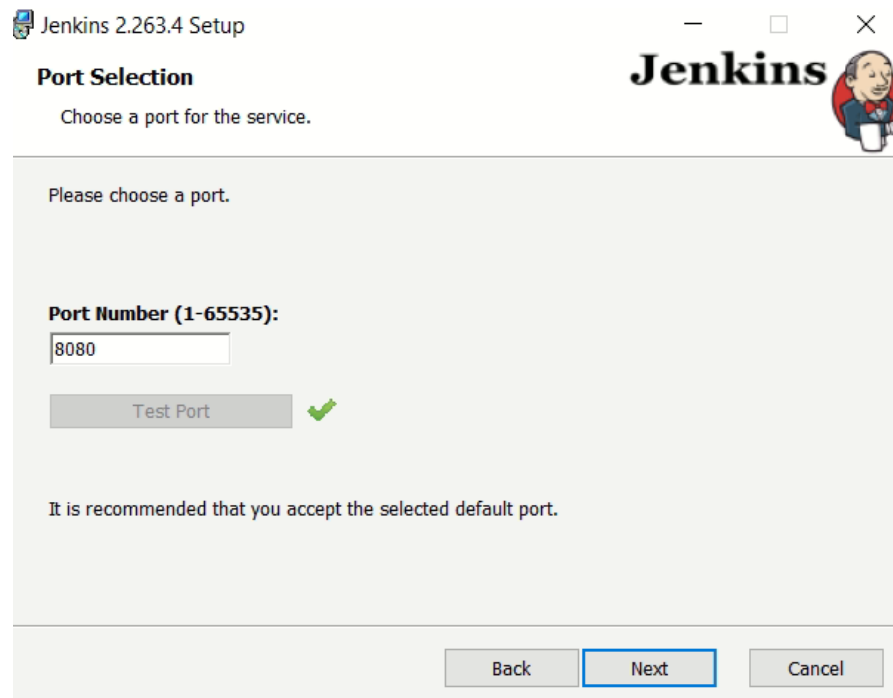 Jenkins 2.263.4 Setup
Port Selection
Jenkins
Choose a port for the service.
Please choose a port.
Port Number (1-65535):
8080
Test Port
It is recommended that you accept the selected default port.
Back
Next
Cancel